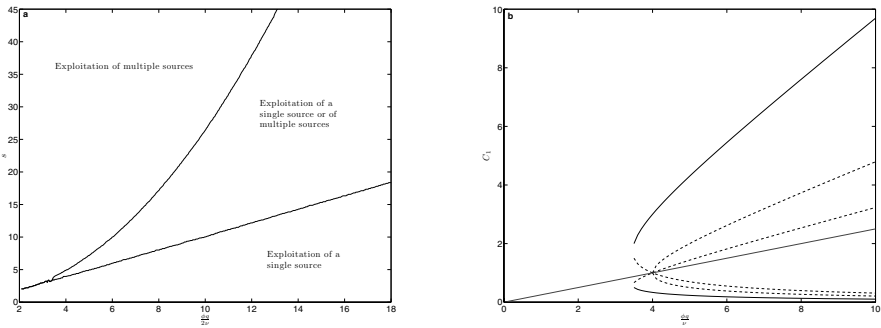 a
45
40
35
30
25
20
15
10
5
0
s
Exploitation of multiple sources
Exploitation of a
single source or of
multiple sources
Exploitation of a
single source
2 4 6 8 10 12 14 16 18
b
10
8
6
4
2
0
C₁
0 2 4 6 8 10